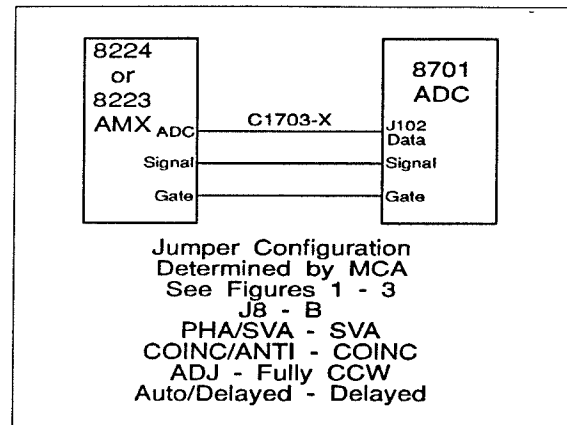 8224
or
8223
AMX
ADC
Signal
Gate
C1703-X
8701
ADC
J102
Data
Signal
Gate
Jumper Configuration
Determined by MCA
See Figures 1 - 3
J8 - B
PHA/SVA - SVA
COINC/ANTI - COINC
ADJ - Fully CCW
Auto/Delayed - Delayed